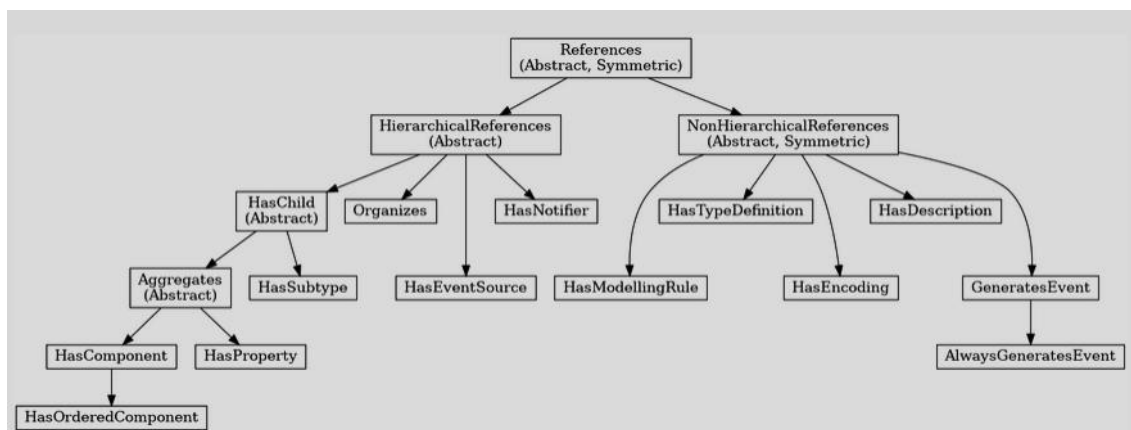 References
(Abstract, Symmetric)
HierarchicalReferences
(Abstract)
NonHierarchicalReferences
(Abstract, Symmetric)
HasChild
(Abstract)
Organizes
HasNotifier
HasTypeDefinition
HasDescription
Aggregates
(Abstract)
HasSubtype
HasEventSource
HasModellingRule
HasEncoding
GeneratesEvent
HasComponent
HasProperty
AlwaysGeneratesEvent
HasOrderedComponent